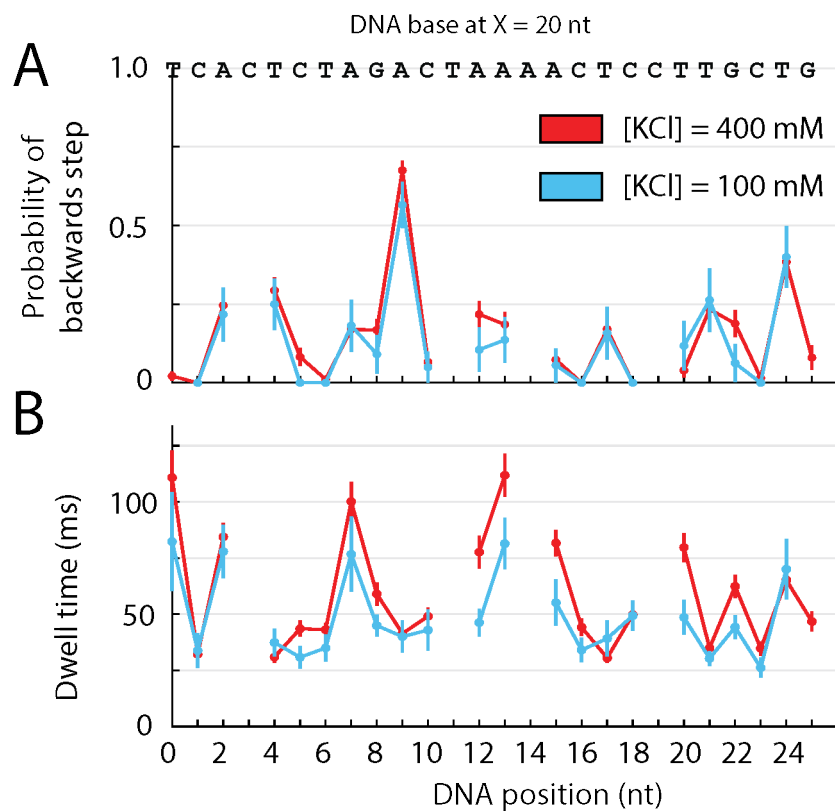 DNA base at X = 20 nt
A
1.0
T C A C T C T A G A C T A A A A C T C C T T G C T G
[KCl] = 400 mM
[KCl] = 100 mM
Probability of
backwards step
0.5
0
B
100
Dwell time (ms)
50
0
0 2 4 6 8 10 12 14 16 18 20 22 24
DNA position (nt)